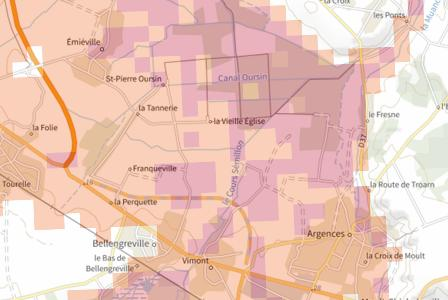 la Croix
les Ponts
la Muance
Émiéville
St-Pierre Oursin
Canal Oursin
la Tannerie
la Vieille Église
le Fresne
la Folie
D37
le Cours Sémillon
Franqueville
Tourelle
la Route de Troarn
la Perquette
Argences
Bellengreville
le Bas de
Bellengreville
Vimont
la Croix de Moult